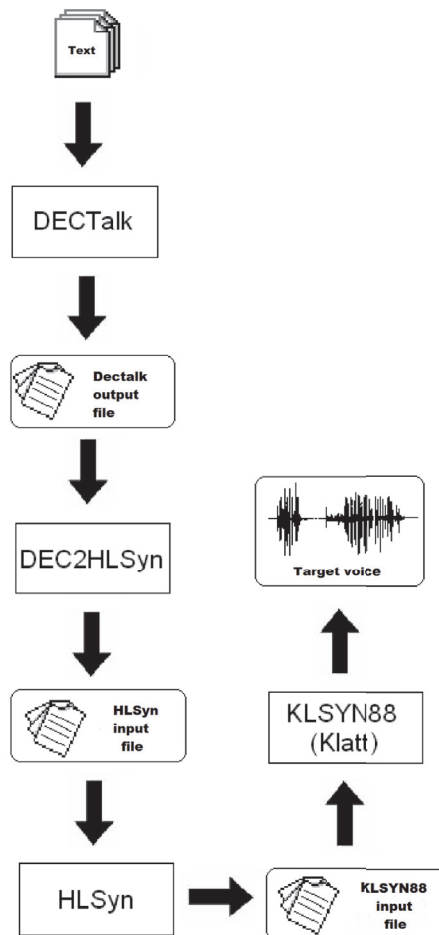 Text
DECTalk
Dectalk
output
file
DEC2HLSyn
HLSyn
input
file
HLSyn
KLSYN88
input
file
KLSYN88
(Klatt)
Target voice